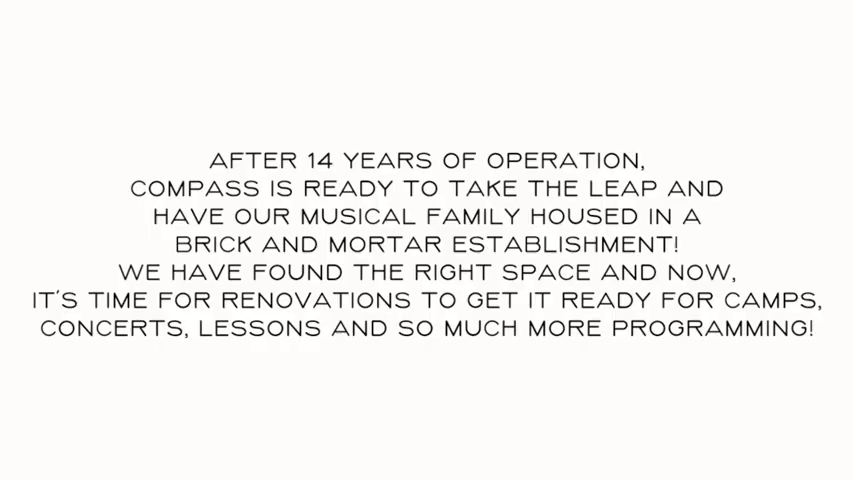 AFTER 14 YEARS OF OPERATION,
COMPASS IS READY TO TAKE THE LEAP AND
HAVE OUR MUSICAL FAMILY HOUSED IN A
BRICK AND MORTAR ESTABLISHMENT!
WE HAVE FOUND THE RIGHT SPACE AND NOW,
IT'S TIME FOR RENOVATIONS TO GET IT READY FOR CAMPS,
CONCERTS, LESSONS AND SO MUCH MORE PROGRAMMING!